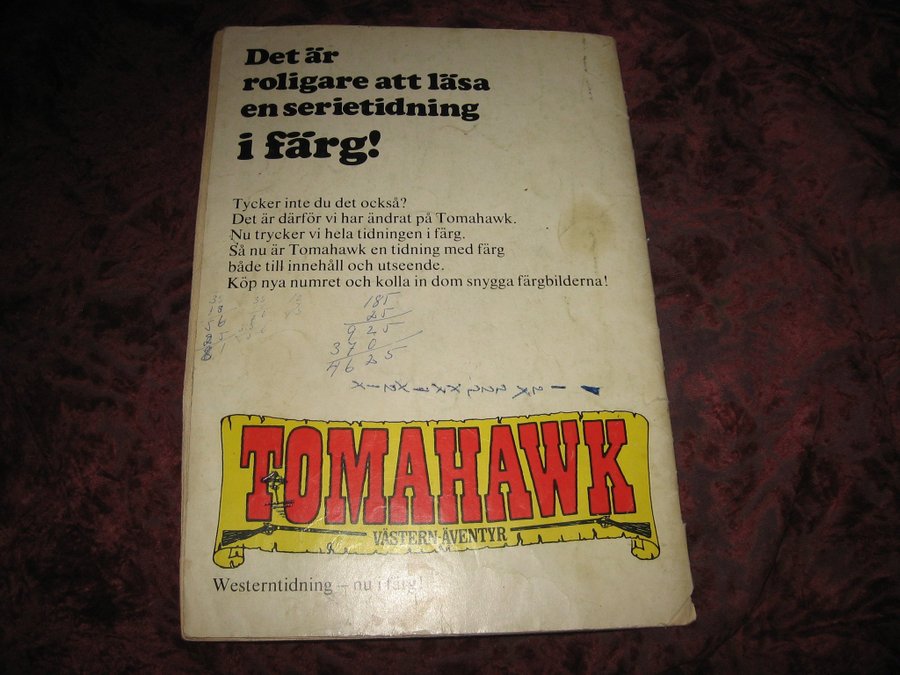 Det är
roligare att läsa
en serietidning
i färg!
Tycker inte du det också?
Det är därför vi har ändrat på Tomahawk.
Nu trycker vi hela tidningen i färg.
Så nu är Tomahawk en tidning med färg
både till innehåll och utseende.
Köp nya numret och kolla in dom snygga färgbilderna!
185
25
925
370
4625
TOMAHAWK
VÄSTERN-ÄVENTYR
Westerntidning – nu i färg!